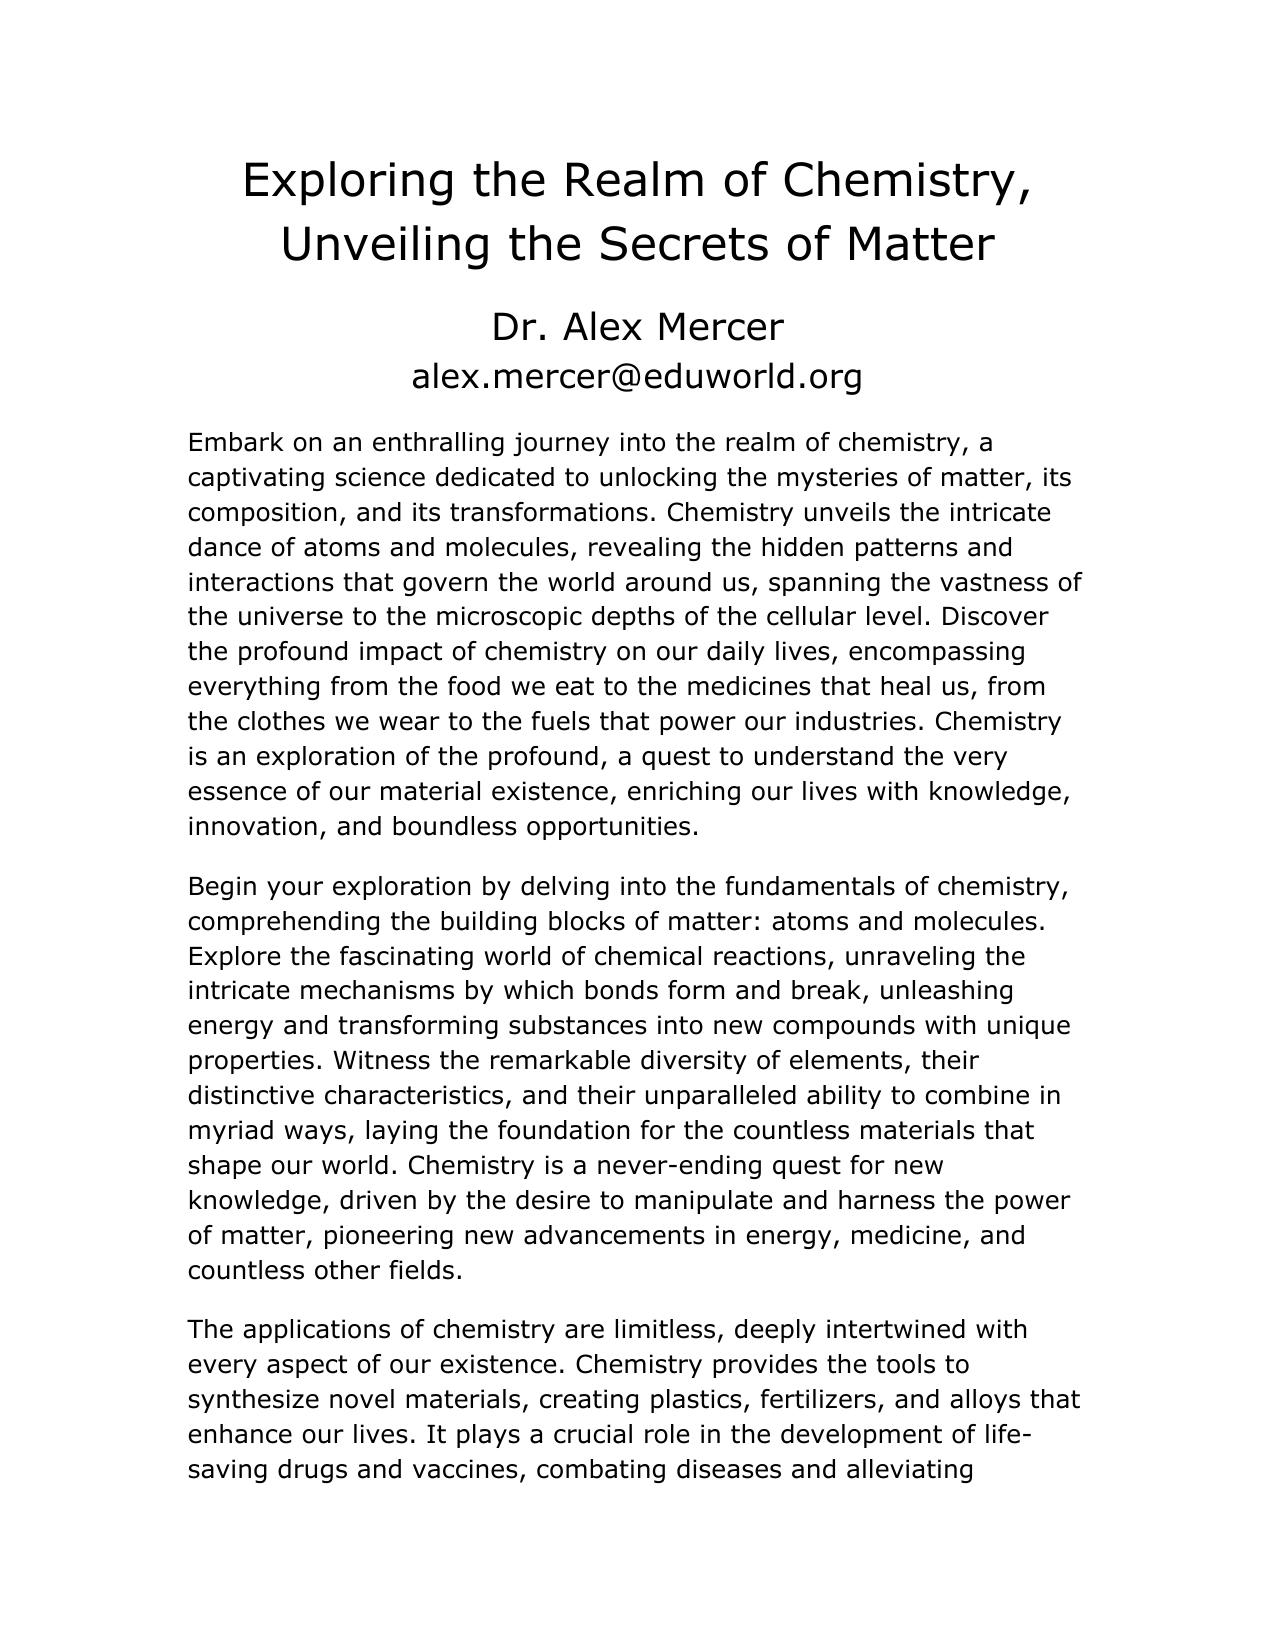 Exploring the Realm of Chemistry,
Unveiling the Secrets of Matter
Dr. Alex Mercer
alex.mercer@eduworld.org
Embark on an enthralling journey into the realm of chemistry, a
captivating science dedicated to unlocking the mysteries of matter, its
composition, and its transformations. Chemistry unveils the intricate
dance of atoms and molecules, revealing the hidden patterns and
interactions that govern the world around us, spanning the vastness of
the universe to the microscopic depths of the cellular level. Discover
the profound impact of chemistry on our daily lives, encompassing
everything from the food we eat to the medicines that heal us, from
the clothes we wear to the fuels that power our industries. Chemistry
is an exploration of the profound, a quest to understand the very
essence of our material existence, enriching our lives with knowledge,
innovation, and boundless opportunities.
Begin your exploration by delving into the fundamentals of chemistry,
comprehending the building blocks of matter: atoms and molecules.
Explore the fascinating world of chemical reactions, unraveling the
intricate mechanisms by which bonds form and break, unleashing
energy and transforming substances into new compounds with unique
properties. Witness the remarkable diversity of elements, their
distinctive characteristics, and their unparalleled ability to combine in
myriad ways, laying the foundation for the countless materials that
shape our world. Chemistry is a never-ending quest for new
knowledge, driven by the desire to manipulate and harness the power
of matter, pioneering new advancements in energy, medicine, and
countless other fields.
The applications of chemistry are limitless, deeply intertwined with
every aspect of our existence. Chemistry provides the tools to
synthesize novel materials, creating plastics, fertilizers, and alloys that
enhance our lives. It plays a crucial role in the development of life-
saving drugs and vaccines, combating diseases and alleviating